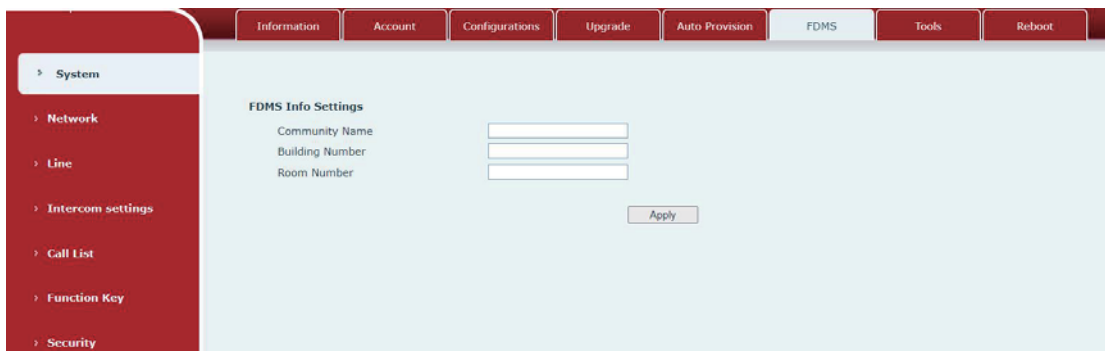 Information Account Configurations Upgrade Auto Provision FDMS Tools Reboot
› System
› Network
› Line
› Intercom settings
› Call List
› Function Key
› Security
FDMS Info Settings
Community Name
Building Number
Room Number
Apply